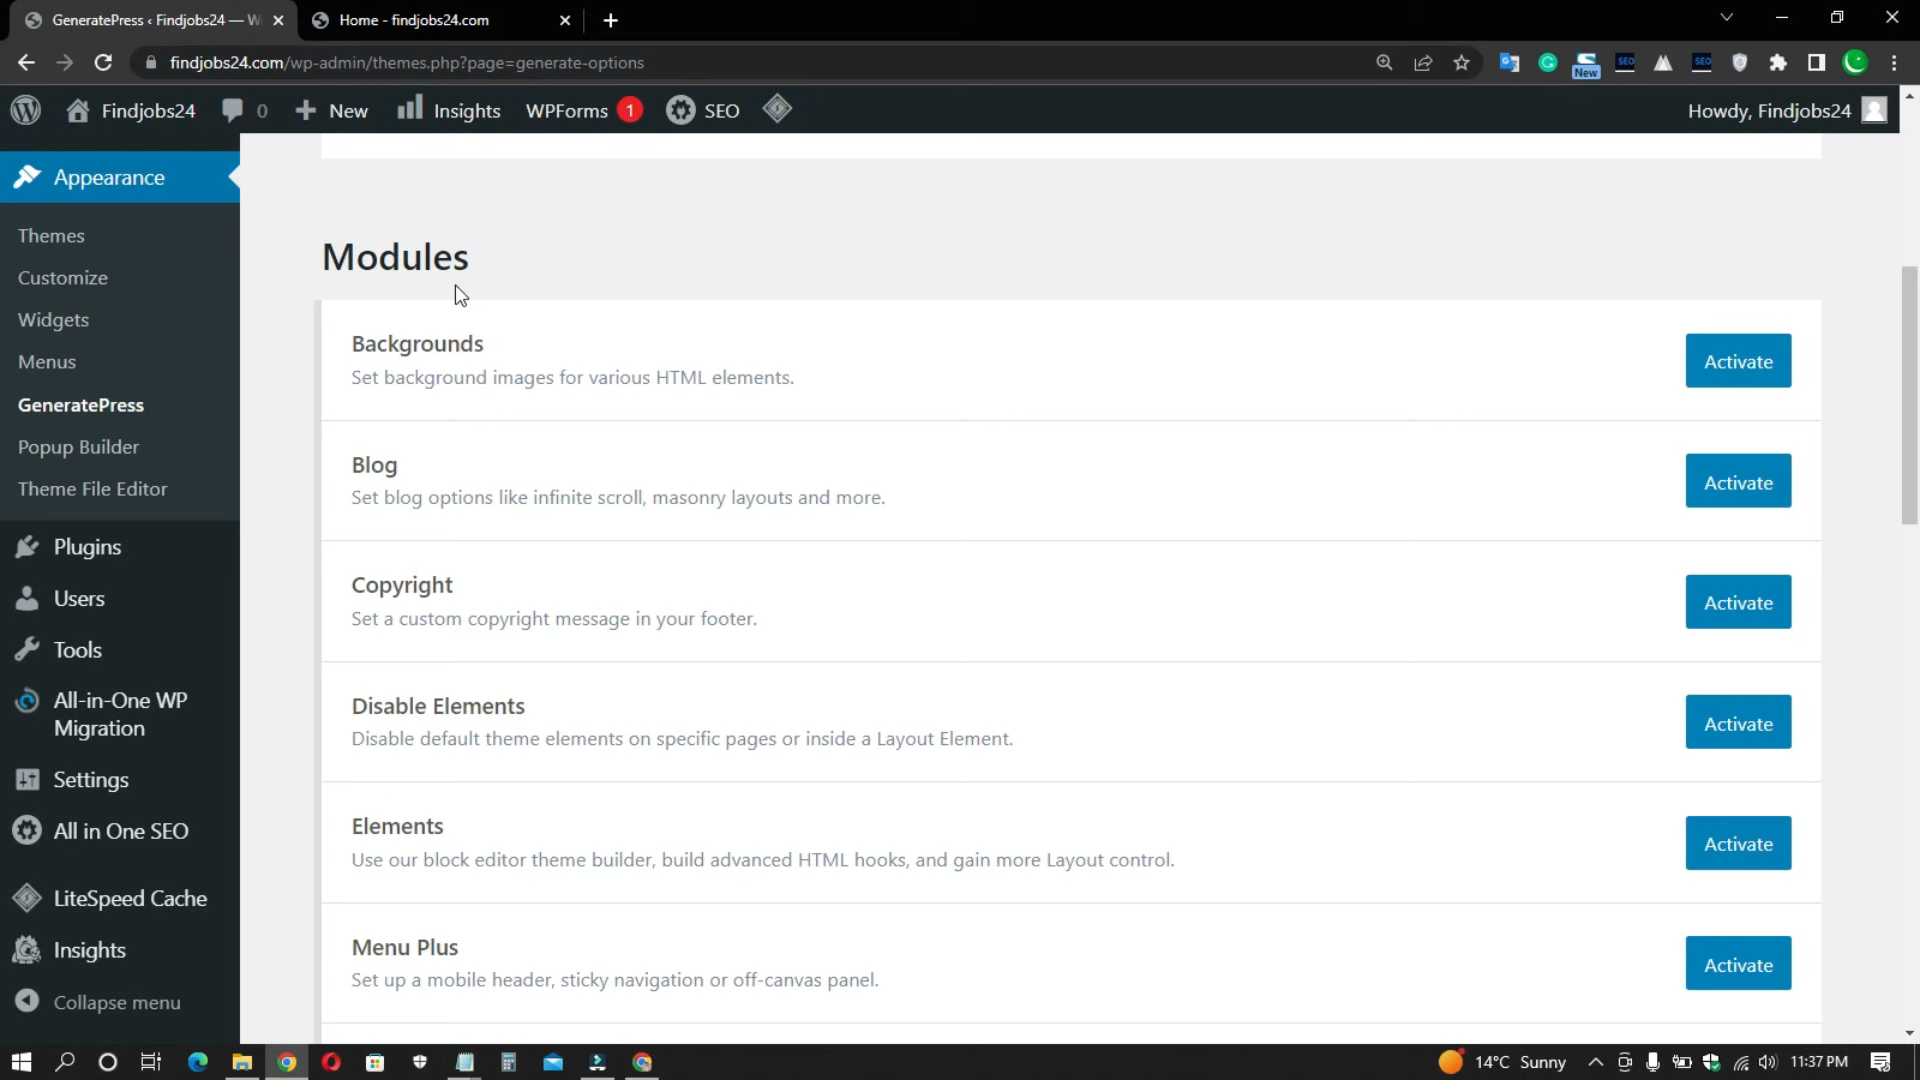 GeneratePress ‹ Findjobs24 — W
Home - findjobs24.com
findjobs24.com/wp-admin/themes.php?page=generate-options
SEO
SEO
New
Findjobs24
0
New
Insights
WPForms
1
SEO
Howdy, Findjobs24
Appearance
Themes
Customize
Widgets
Menus
GeneratePress
Popup Builder
Theme File Editor
Plugins
Users
Tools
All-in-One WP
Migration
Settings
All in One SEO
LiteSpeed Cache
Insights
Collapse menu
Modules
Backgrounds
Set background images for various HTML elements.
Activate
Blog
Set blog options like infinite scroll, masonry layouts and more.
Activate
Copyright
Set a custom copyright message in your footer.
Activate
Disable Elements
Disable default theme elements on specific pages or inside a Layout Element.
Activate
Elements
Use our block editor theme builder, build advanced HTML hooks, and gain more Layout control.
Activate
Menu Plus
Set up a mobile header, sticky navigation or off-canvas panel.
Activate
14°C Sunny
11:37 PM